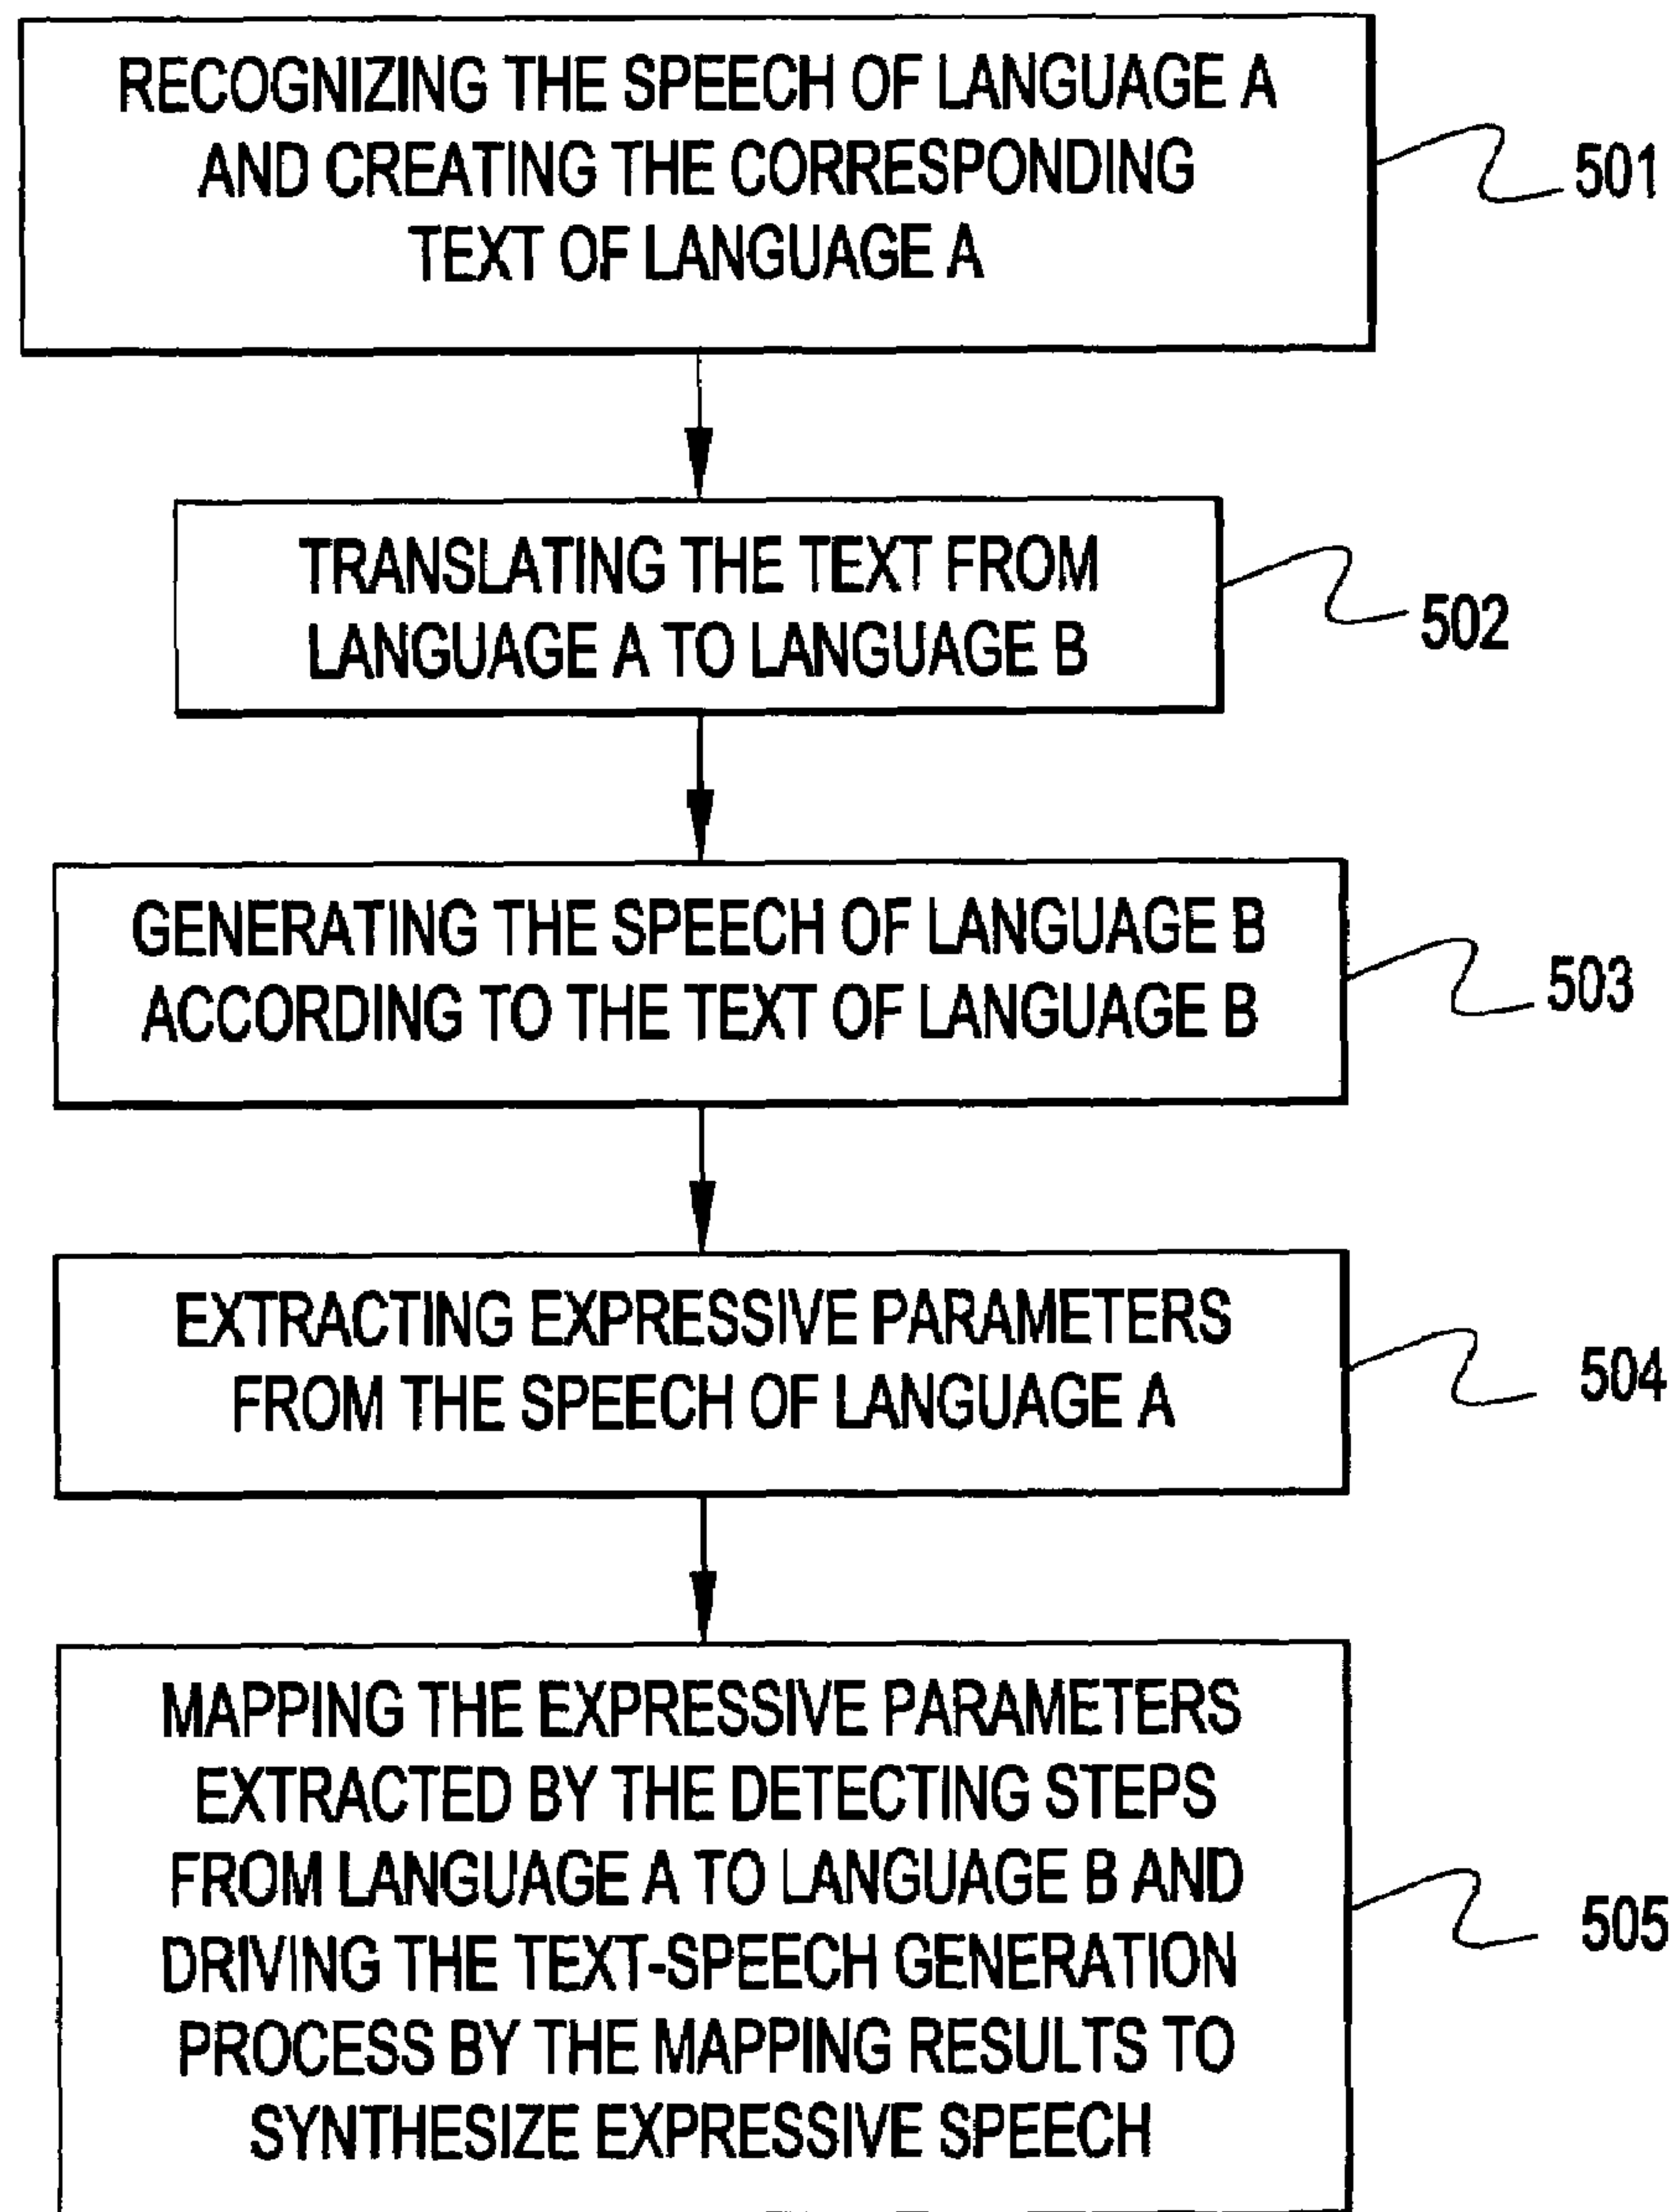 RECOGNIZING THE SPEECH OF LANGUAGE A
AND CREATING THE CORRESPONDING
TEXT OF LANGUAGE A
501
TRANSLATING THE TEXT FROM
LANGUAGE A TO LANGUAGE B
502
GENERATING THE SPEECH OF LANGUAGE B
ACCORDING TO THE TEXT OF LANGUAGE B
503
EXTRACTING EXPRESSIVE PARAMETERS
FROM THE SPEECH OF LANGUAGE A
504
MAPPING THE EXPRESSIVE PARAMETERS
EXTRACTED BY THE DETECTING STEPS
FROM LANGUAGE A TO LANGUAGE B AND
DRIVING THE TEXT-SPEECH GENERATION
PROCESS BY THE MAPPING RESULTS TO
SYNTHESIZE EXPRESSIVE SPEECH
505